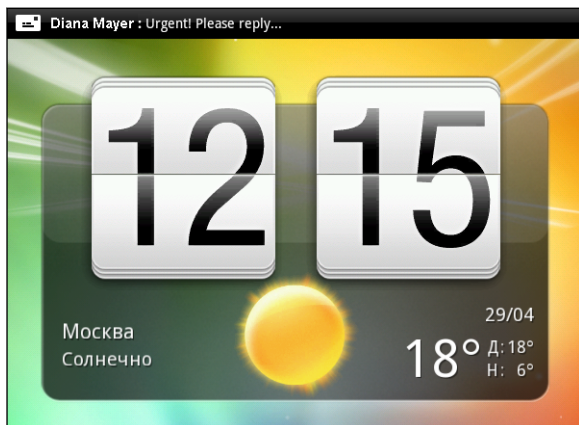 Diana Mayer : Urgent! Please reply...
12 15
Москва
Солнечно
29/04
18° Д: 18°
Н: 6°